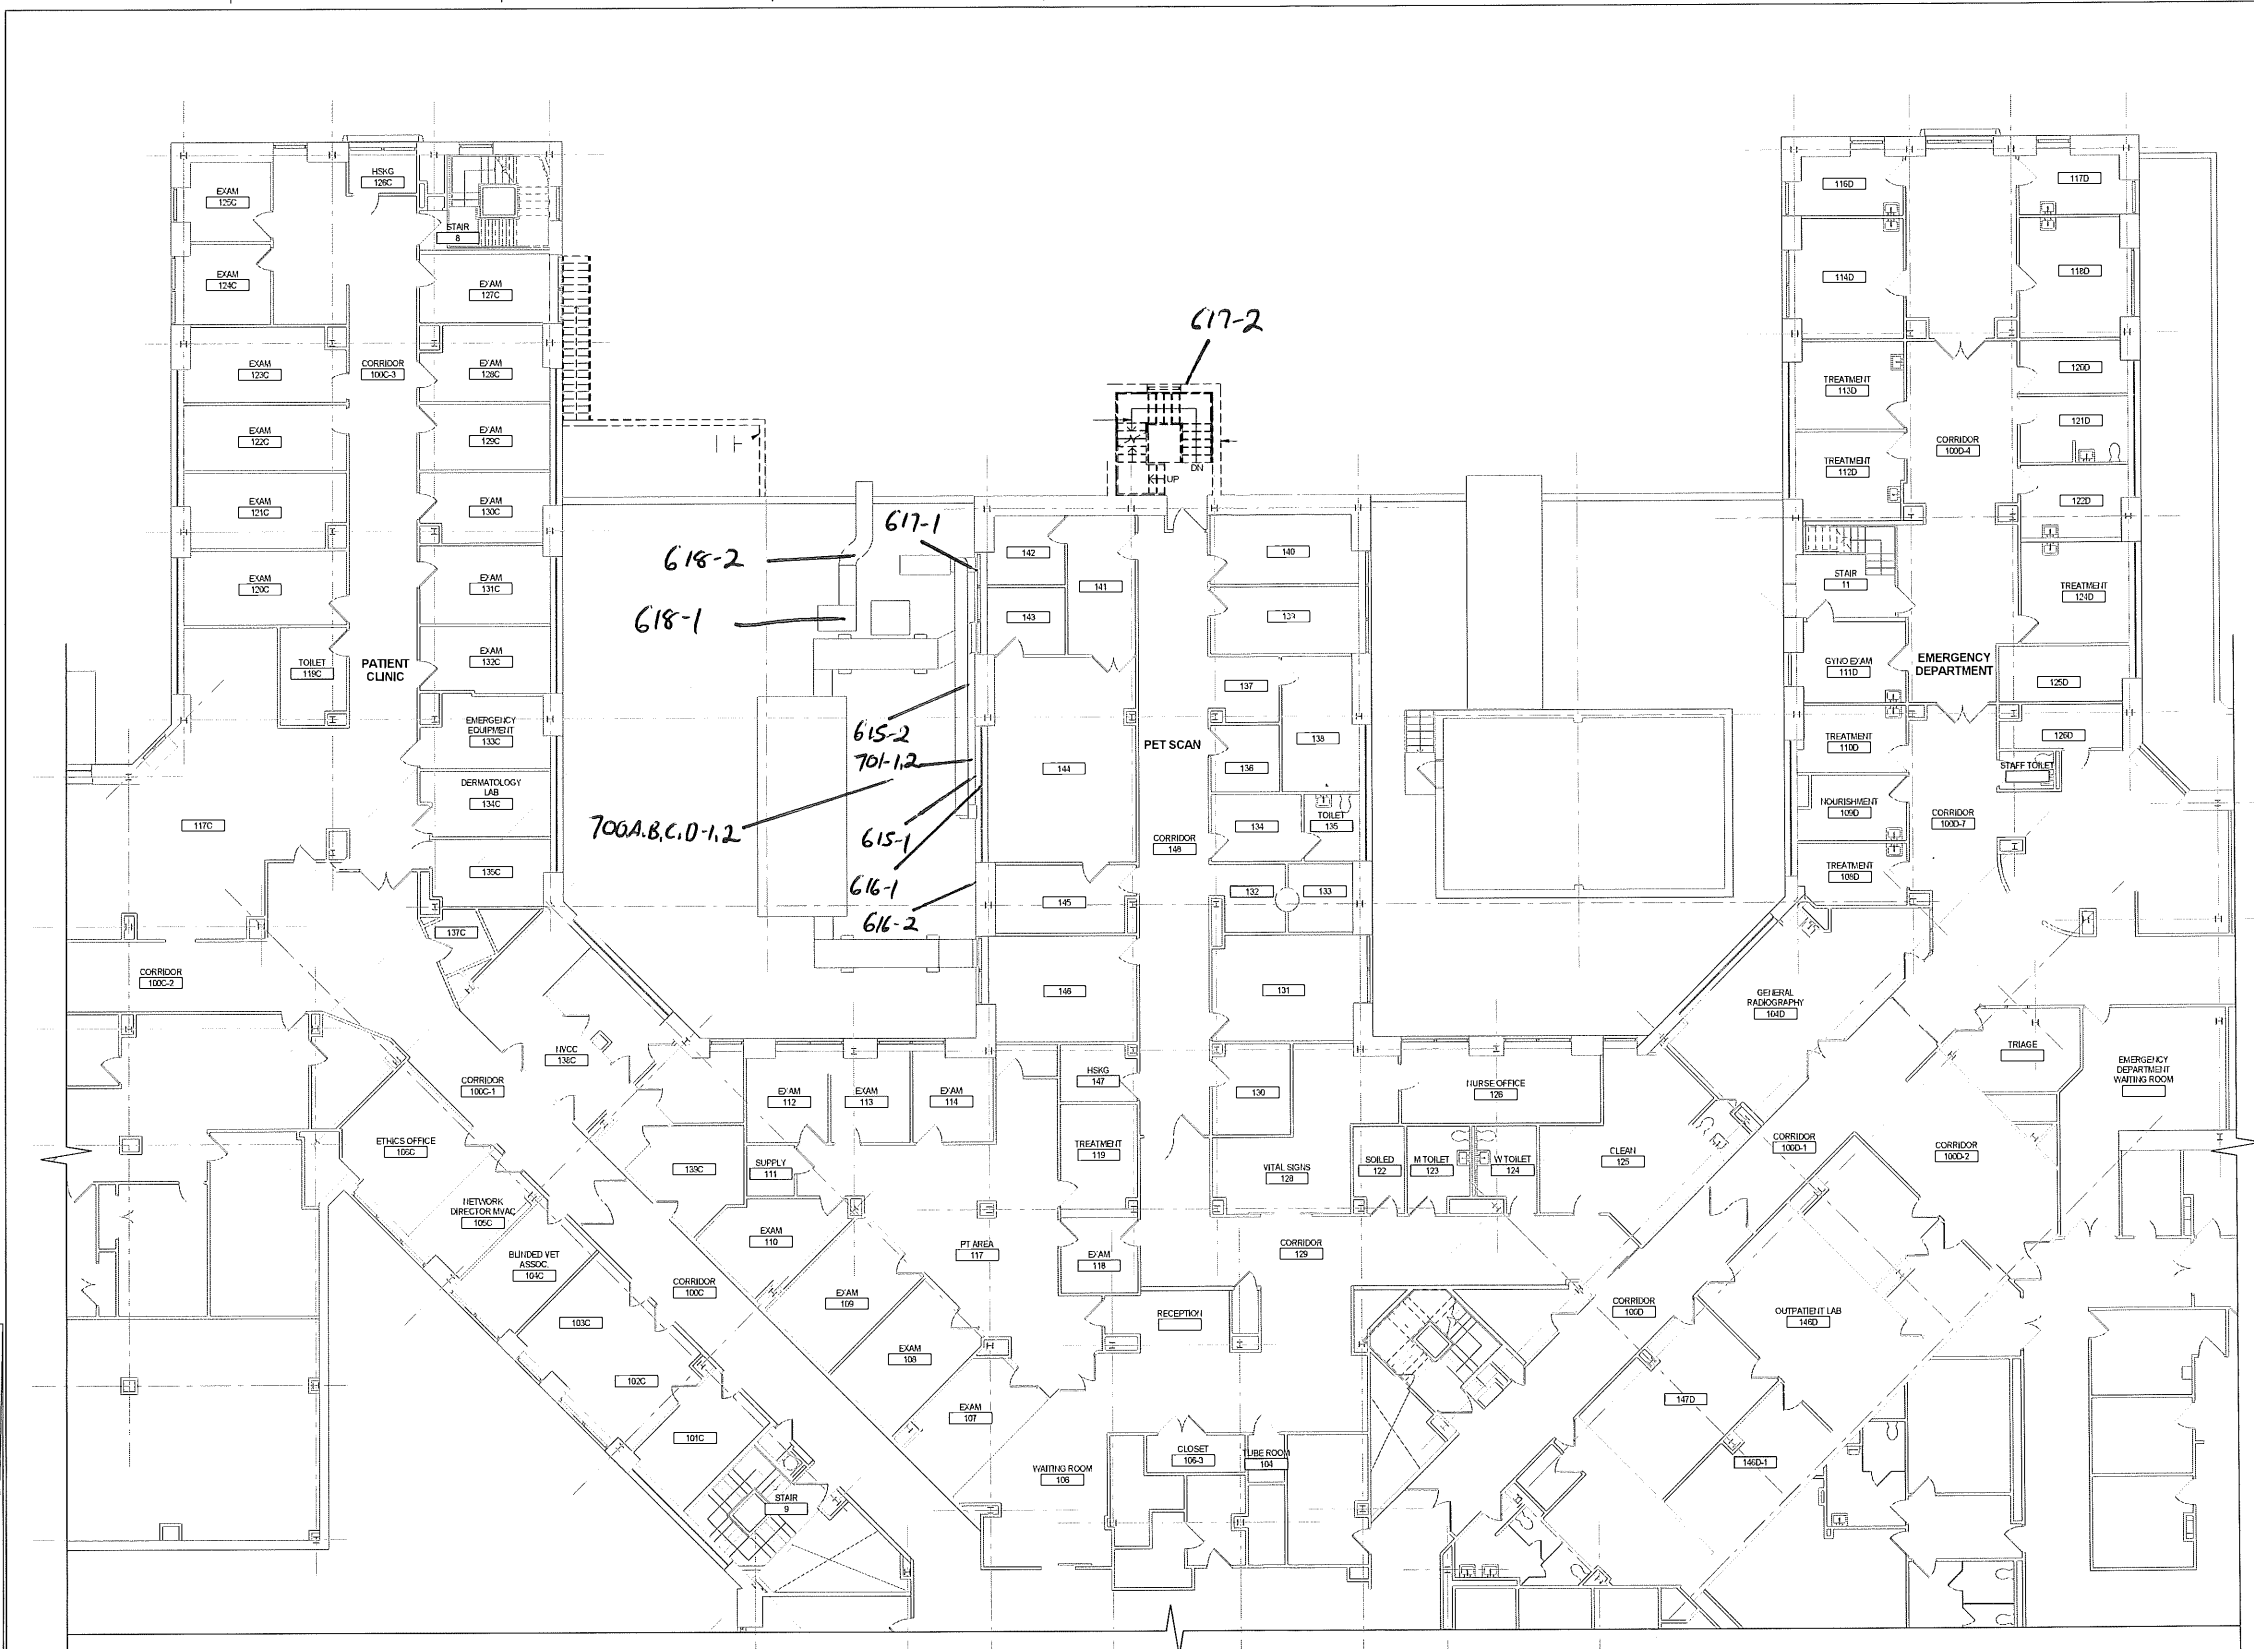 HSKG
126C
EXAM
125C
STAIR
8
EXAM
124C
EXAM
127C
EXAM
123C
CORRIDOR
100C-3
EXAM
128C
EXAM
122C
EXAM
129C
EXAM
121C
EXAM
130C
EXAM
120C
EXAM
131C
TOILET
119C
PATIENT
CLINIC
EXAM
132C
EMERGENCY
EQUIPMENT
133C
DERMATOLOGY
LAB
134C
117C
135C
137C
CORRIDOR
100C-2
617-2
DN
UP
617-1
618-2
618-1
615-2
701-1,2
700A,B,C,D-1,2
615-1
616-1
616-2
142
141
143
140
139
137
138
PET SCAN
144
136
134
TOILET
135
CORRIDOR
148
132
133
145
146
131
116D
117D
114D
118D
TREATMENT
113D
120D
121D
CORRIDOR
100D-4
TREATMENT
112D
122D
STAIR
11
TREATMENT
124D
GYNO EXAM
111D
EMERGENCY
DEPARTMENT
125D
TREATMENT
110D
126D
STAFF TOILET
NOURISHMENT
109D
CORRIDOR
100D-7
TREATMENT
108D
GENERAL
RADIOGRAPHY
104D
TRIAGE
EMERGENCY
DEPARTMENT
WAITING ROOM
NVCC
138C
CORRIDOR
100C-1
EXAM
112
EXAM
113
EXAM
114
HSKG
147
130
NURSE OFFICE
126
ETHICS OFFICE
106C
139C
SUPPLY
111
TREATMENT
119
VITAL SIGNS
128
SOILED
122
M TOILET
123
W TOILET
124
CLEAN
125
CORRIDOR
100D-1
CORRIDOR
100D-2
NETWORK
DIRECTOR MVAC
105C
EXAM
110
PT AREA
117
EXAM
118
CORRIDOR
129
BLINDED VET
ASSOC.
104C
CORRIDOR
100C
EXAM
109
RECEPTION
CORRIDOR
100D
OUTPATIENT LAB
146D
103C
EXAM
108
102C
EXAM
107
147D
101C
WAITING ROOM
106
CLOSET
106-3
TUBE ROOM
104
146D-1
STAIR
9